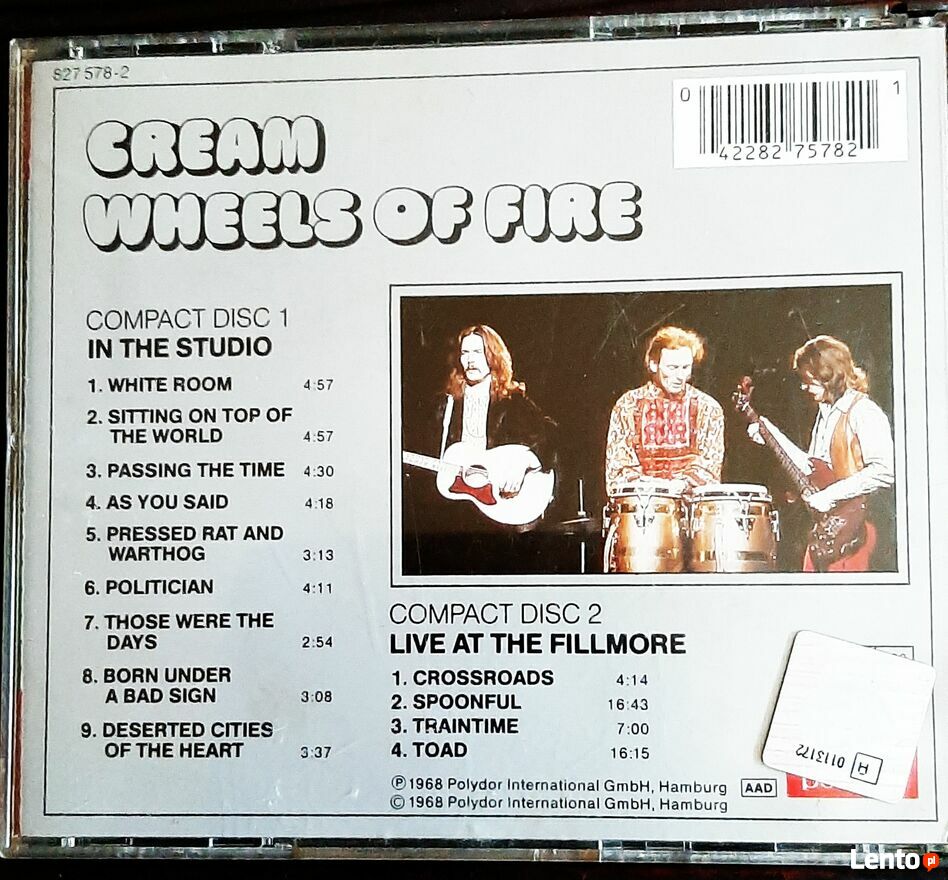 827 578-2
0 42282 75782 1
CREAM
WHEELS OF FIRE
COMPACT DISC 1
IN THE STUDIO
1. WHITE ROOM 4:57
2. SITTING ON TOP OF
THE WORLD 4:57
3. PASSING THE TIME 4:30
4. AS YOU SAID 4:18
5. PRESSED RAT AND
WARTHOG 3:13
6. POLITICIAN 4:11
7. THOSE WERE THE
DAYS 2:54
8. BORN UNDER
A BAD SIGN 3:08
9. DESERTED CITIES
OF THE HEART 3:37
COMPACT DISC 2
LIVE AT THE FILLMORE
1. CROSSROADS 4:14
2. SPOONFUL 16:43
3. TRAINTIME 7:00
4. TOAD 16:15
℗ 1968 Polydor International GmbH, Hamburg
© 1968 Polydor International GmbH, Hamburg
AAD
H 0113172
Lento pl